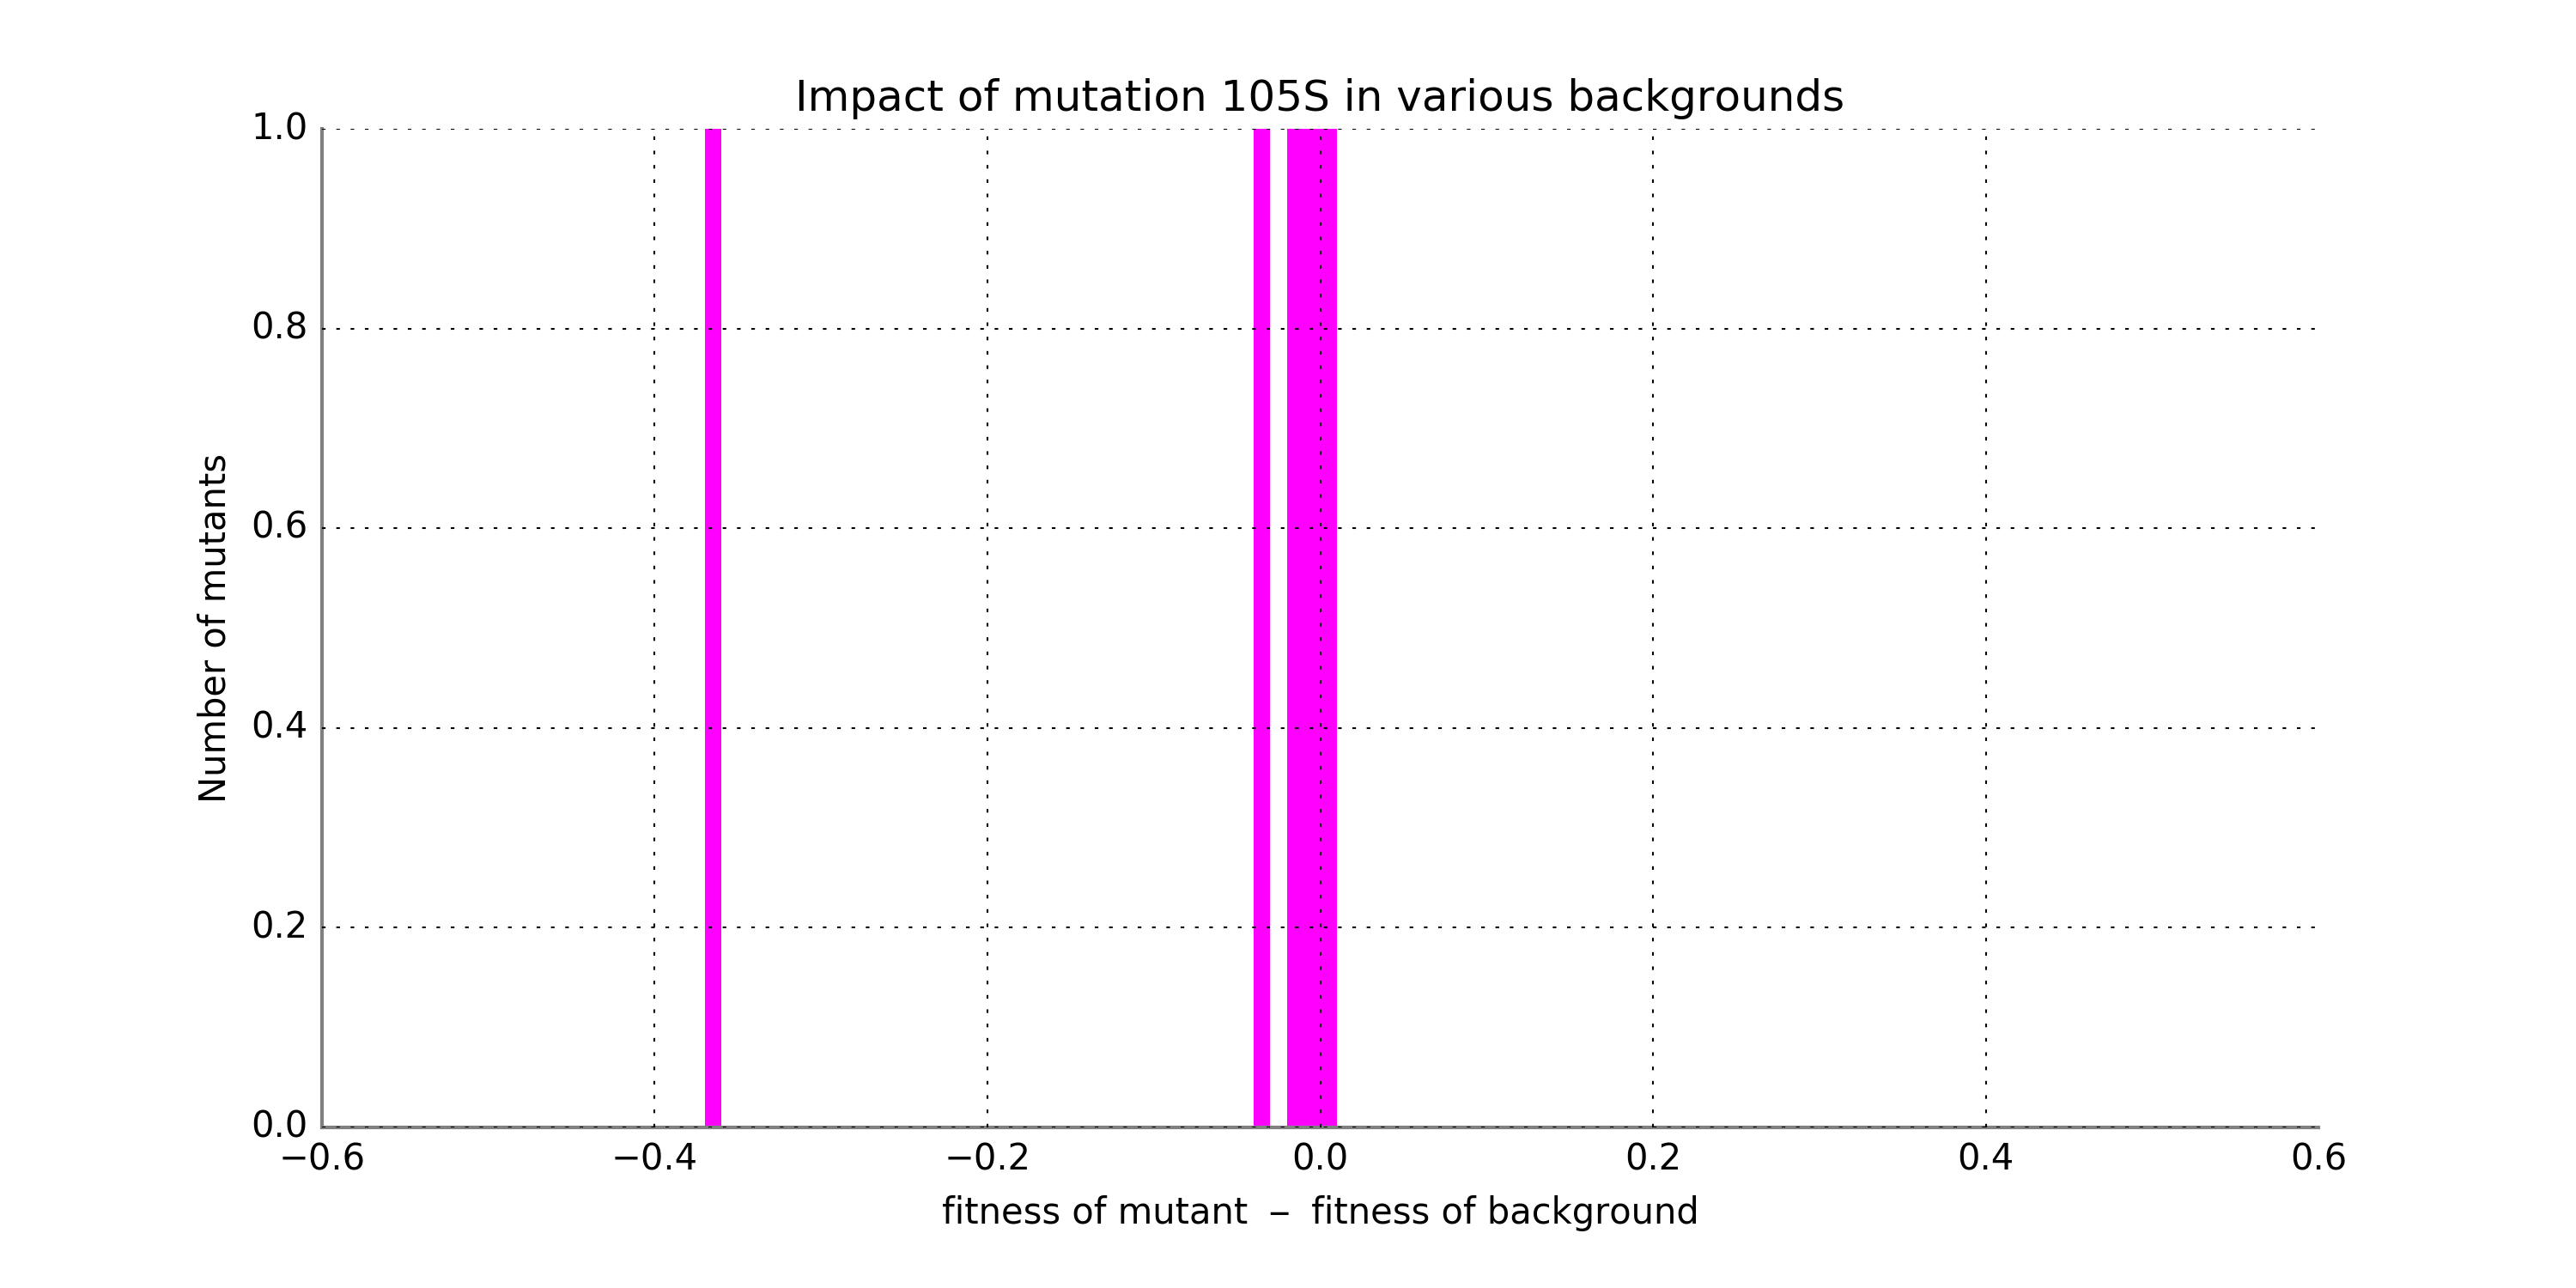 Impact of mutation 105S in various backgrounds
1.0
0.8
0.6
0.4
0.2
0.0
Number of mutants
−0.6 −0.4 −0.2 0.0 0.2 0.4 0.6
fitness of mutant − fitness of background